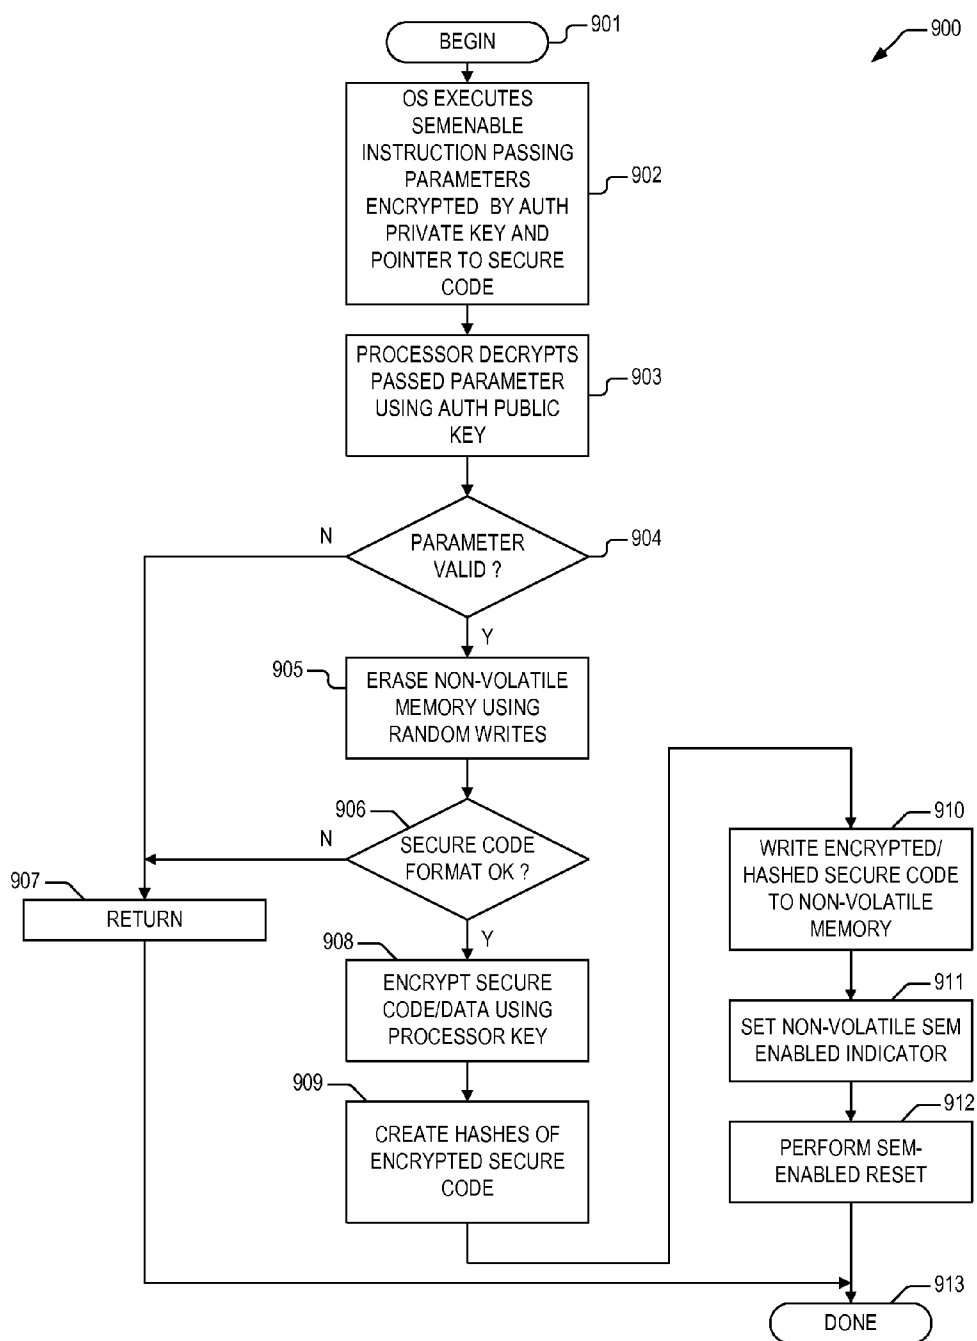 BEGIN
901
900
OS EXECUTES
SEMENABLE
INSTRUCTION PASSING
PARAMETERS
ENCRYPTED BY AUTH
PRIVATE KEY AND
POINTER TO SECURE
CODE
902
PROCESSOR DECRYPTS
PASSED PARAMETER
USING AUTH PUBLIC
KEY
903
PARAMETER
VALID ?
904
N
Y
905
ERASE NON-VOLATILE
MEMORY USING
RANDOM WRITES
906
SECURE CODE
FORMAT OK ?
N
Y
907
RETURN
908
ENCRYPT SECURE
CODE/DATA USING
PROCESSOR KEY
909
CREATE HASHES OF
ENCRYPTED SECURE
CODE
910
WRITE ENCRYPTED/
HASHED SECURE CODE
TO NON-VOLATILE
MEMORY
911
SET NON-VOLATILE SEM
ENABLED INDICATOR
912
PERFORM SEM-
ENABLED RESET
913
DONE